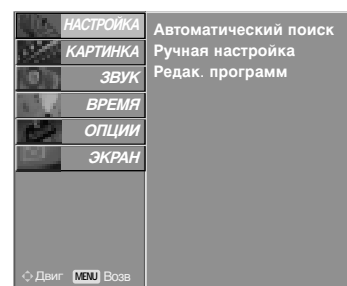 НАСТРОЙКА
КАРТИНКА
ЗВУК
ВРЕМЯ
ОПЦИИ
ЭКРАН
Автоматический поиск
Ручная настройка
Редак. программ
Двиг MENU Возв